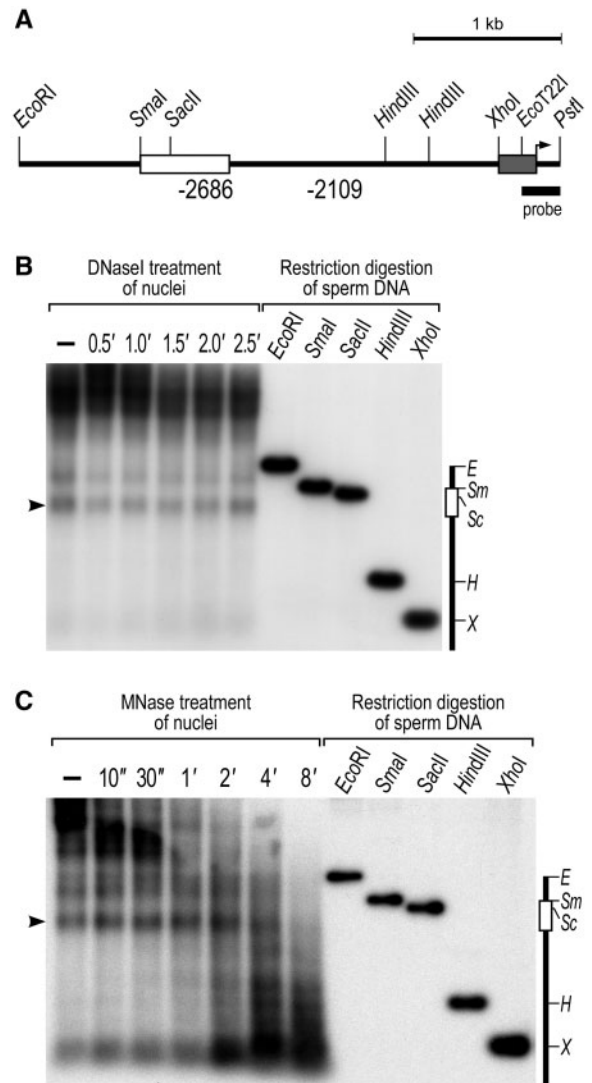 A
1 kb
EcoRI
SmaI
SacII
HindIII
HindIII
XhoI
EcoT22I
PstI
-2686
-2109
probe
B
DNaseI treatment of nuclei
Restriction digestion of sperm DNA
– 0.5′ 1.0′ 1.5′ 2.0′ 2.5′ EcoRI SmaI SacII HindIII XhoI
E
Sm
Sc
H
X
C
MNase treatment of nuclei
Restriction digestion of sperm DNA
– 10″ 30″ 1′ 2′ 4′ 8′ EcoRI SmaI SacII HindIII XhoI
E
Sm
Sc
H
X